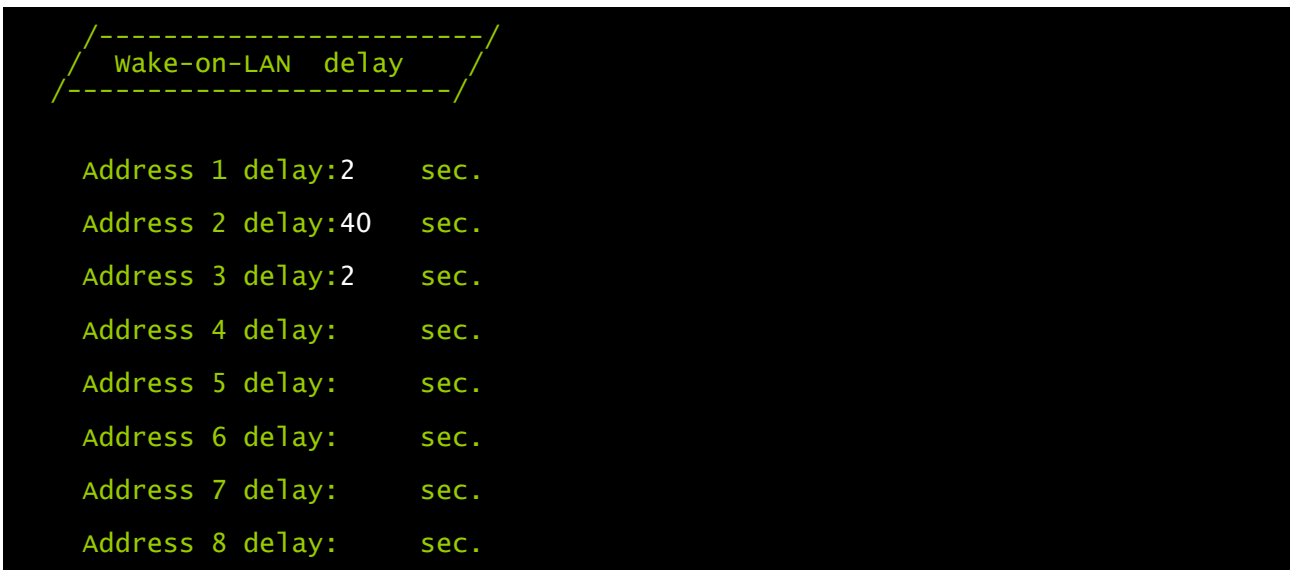 /------------------------/
/  Wake-on-LAN  delay    /
/------------------------/
Address 1 delay:2    sec.
Address 2 delay:40   sec.
Address 3 delay:2    sec.
Address 4 delay:     sec.
Address 5 delay:     sec.
Address 6 delay:     sec.
Address 7 delay:     sec.
Address 8 delay:     sec.